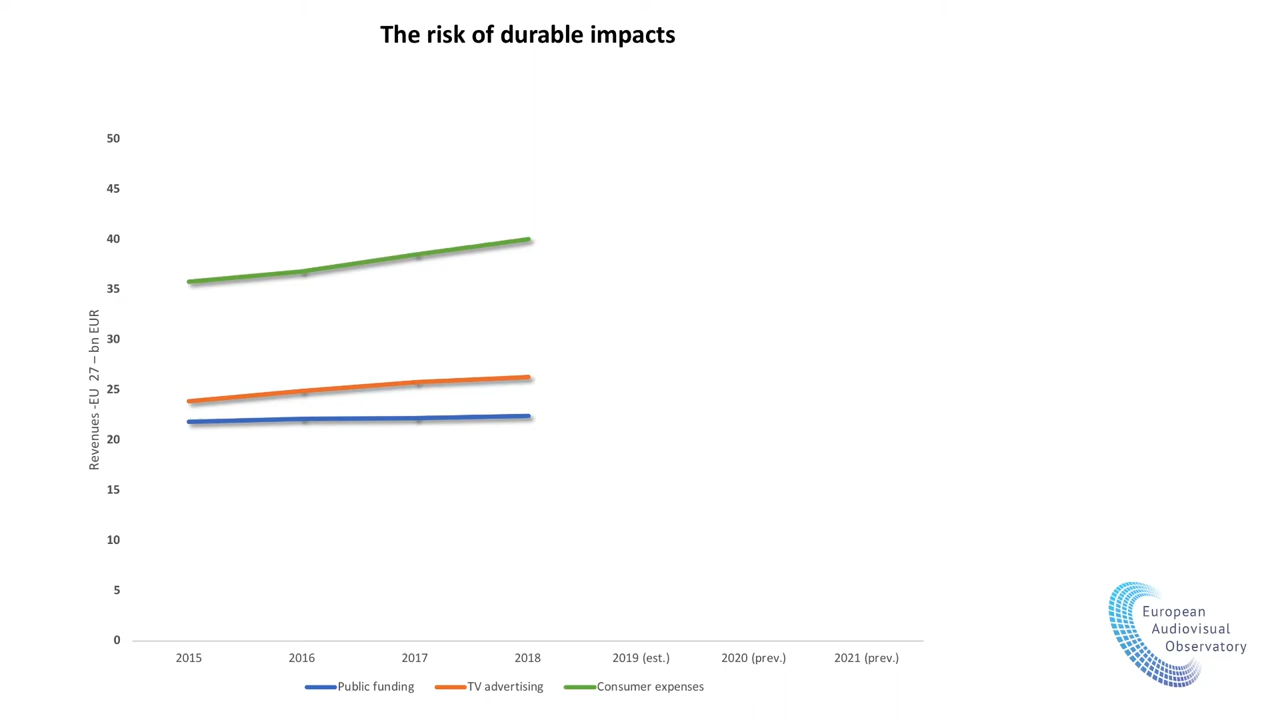 The risk of durable impacts
50
45
40
35
30
25
20
15
10
5
0
Revenues -EU 27 – bn EUR
2015 2016 2017 2018 2019 (est.) 2020 (prev.) 2021 (prev.)
Public funding TV advertising Consumer expenses
European
Audiovisual
Observatory